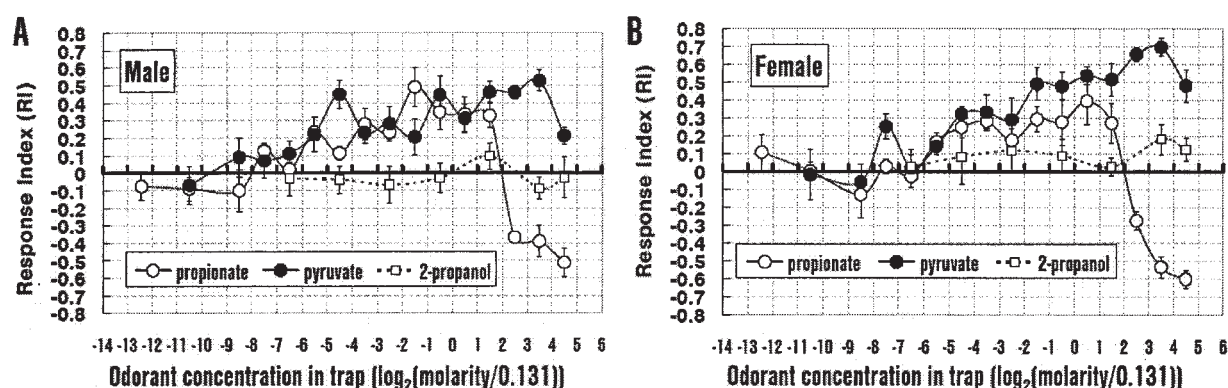 A
Male
Response Index (RI)
0.8
0.7
0.6
0.5
0.4
0.3
0.2
0.1
0
-0.1
-0.2
-0.3
-0.4
-0.5
-0.6
-0.7
-0.8
propionate pyruvate 2-propanol
-14 -13 -12 -11 -10 -9 -8 -7 -6 -5 -4 -3 -2 -1 0 1 2 3 4 5 6
Odorant concentration in trap (log2(molarity/0.131))
B
Female
Response Index (RI)
0.8
0.7
0.6
0.5
0.4
0.3
0.2
0.1
0
-0.1
-0.2
-0.3
-0.4
-0.5
-0.6
-0.7
-0.8
propionate pyruvate 2-propanol
-14 -13 -12 -11 -10 -9 -8 -7 -6 -5 -4 -3 -2 -1 0 1 2 3 4 5 6
Odorant concentration in trap (log2(molarity/0.131))